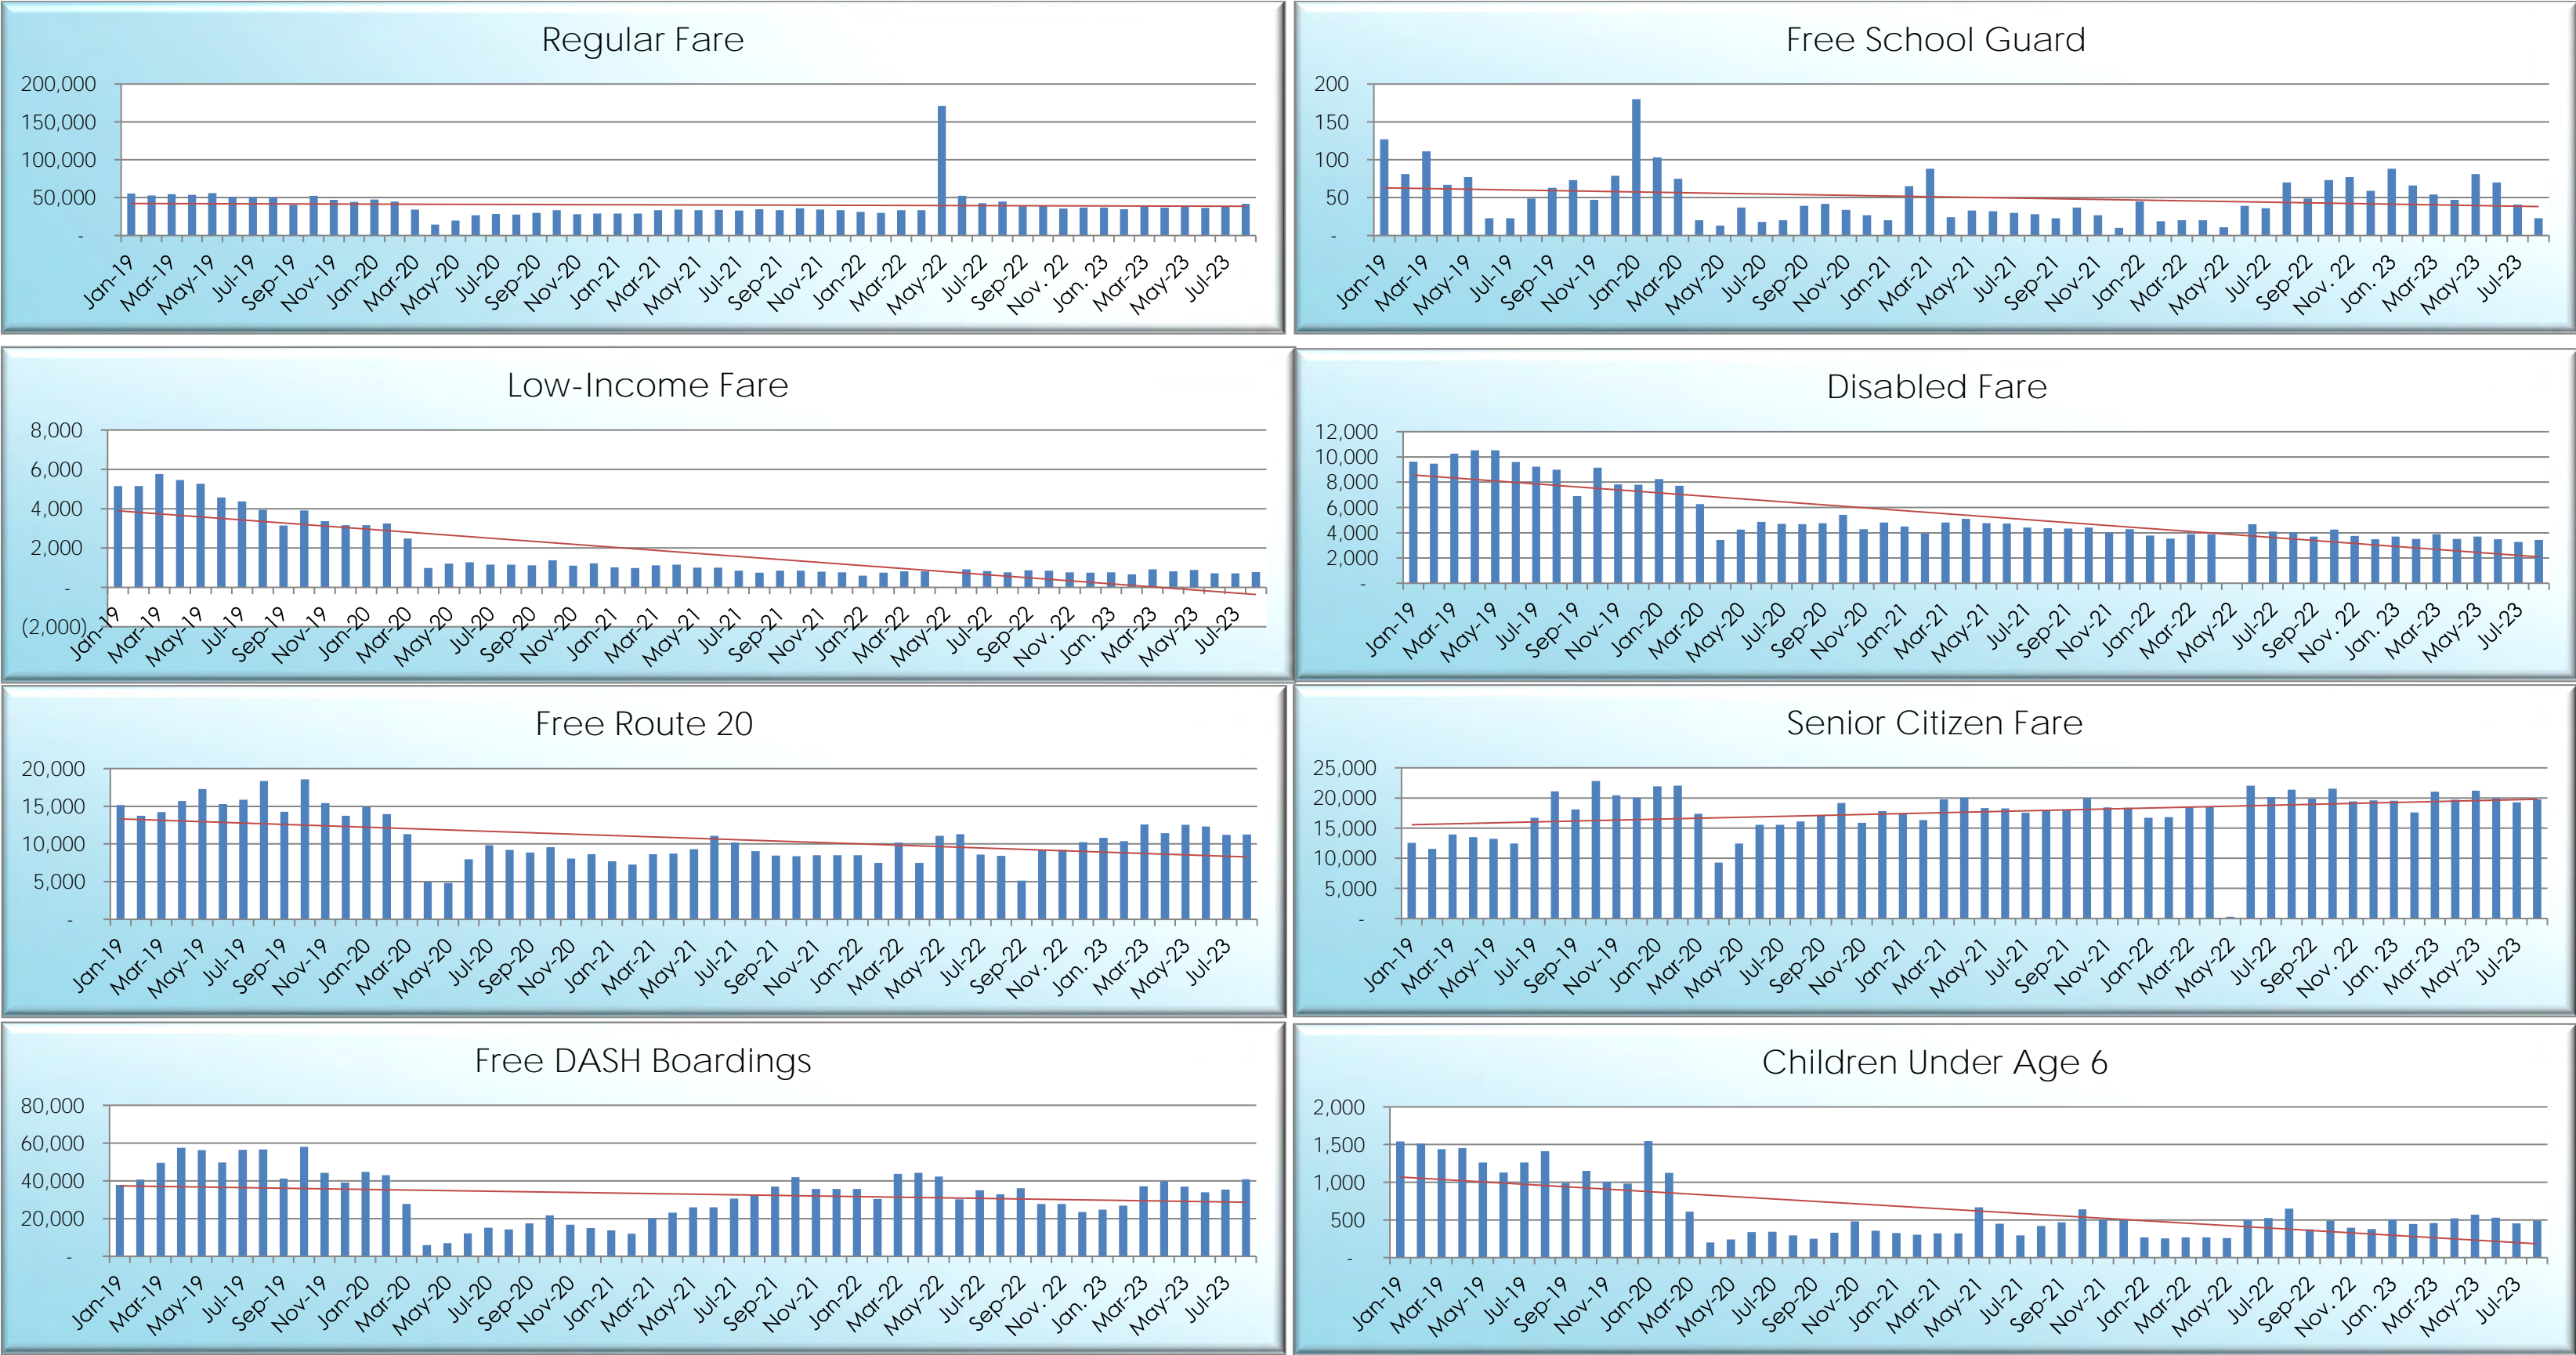 Regular Fare
200,000
150,000
100,000
50,000
-
Jan-19 Mar-19 May-19 Jul-19 Sep-19 Nov-19 Jan-20 Mar-20 May-20 Jul-20 Sep-20 Nov-20 Jan-21 Mar-21 May-21 Jul-21 Sep-21 Nov-21 Jan-22 Mar-22 May-22 Jul-22 Sep-22 Nov. 22 Jan. 23 Mar-23 May-23 Jul-23
Free School Guard
200
150
100
50
-
Jan-19 Mar-19 May-19 Jul-19 Sep-19 Nov-19 Jan-20 Mar-20 May-20 Jul-20 Sep-20 Nov-20 Jan-21 Mar-21 May-21 Jul-21 Sep-21 Nov-21 Jan-22 Mar-22 May-22 Jul-22 Sep-22 Nov. 22 Jan. 23 Mar-23 May-23 Jul-23
Low-Income Fare
8,000
6,000
4,000
2,000
-
(2,000)
Jan-19 Mar-19 May-19 Jul-19 Sep-19 Nov-19 Jan-20 Mar-20 May-20 Jul-20 Sep-20 Nov-20 Jan-21 Mar-21 May-21 Jul-21 Sep-21 Nov-21 Jan-22 Mar-22 May-22 Jul-22 Sep-22 Nov. 22 Jan. 23 Mar-23 May-23 Jul-23
Disabled Fare
12,000
10,000
8,000
6,000
4,000
2,000
-
Jan-19 Mar-19 May-19 Jul-19 Sep-19 Nov-19 Jan-20 Mar-20 May-20 Jul-20 Sep-20 Nov-20 Jan-21 Mar-21 May-21 Jul-21 Sep-21 Nov-21 Jan-22 Mar-22 May-22 Jul-22 Sep-22 Nov. 22 Jan. 23 Mar-23 May-23 Jul-23
Free Route 20
20,000
15,000
10,000
5,000
-
Jan-19 Mar-19 May-19 Jul-19 Sep-19 Nov-19 Jan-20 Mar-20 May-20 Jul-20 Sep-20 Nov-20 Jan-21 Mar-21 May-21 Jul-21 Sep-21 Nov-21 Jan-22 Mar-22 May-22 Jul-22 Sep-22 Nov. 22 Jan. 23 Mar-23 May-23 Jul-23
Senior Citizen Fare
25,000
20,000
15,000
10,000
5,000
-
Jan-19 Mar-19 May-19 Jul-19 Sep-19 Nov-19 Jan-20 Mar-20 May-20 Jul-20 Sep-20 Nov-20 Jan-21 Mar-21 May-21 Jul-21 Sep-21 Nov-21 Jan-22 Mar-22 May-22 Jul-22 Sep-22 Nov. 22 Jan. 23 Mar-23 May-23 Jul-23
Free DASH Boardings
80,000
60,000
40,000
20,000
-
Jan-19 Mar-19 May-19 Jul-19 Sep-19 Nov-19 Jan-20 Mar-20 May-20 Jul-20 Sep-20 Nov-20 Jan-21 Mar-21 May-21 Jul-21 Sep-21 Nov-21 Jan-22 Mar-22 May-22 Jul-22 Sep-22 Nov. 22 Jan. 23 Mar-23 May-23 Jul-23
Children Under Age 6
2,000
1,500
1,000
500
-
Jan-19 Mar-19 May-19 Jul-19 Sep-19 Nov-19 Jan-20 Mar-20 May-20 Jul-20 Sep-20 Nov-20 Jan-21 Mar-21 May-21 Jul-21 Sep-21 Nov-21 Jan-22 Mar-22 May-22 Jul-22 Sep-22 Nov. 22 Jan. 23 Mar-23 May-23 Jul-23